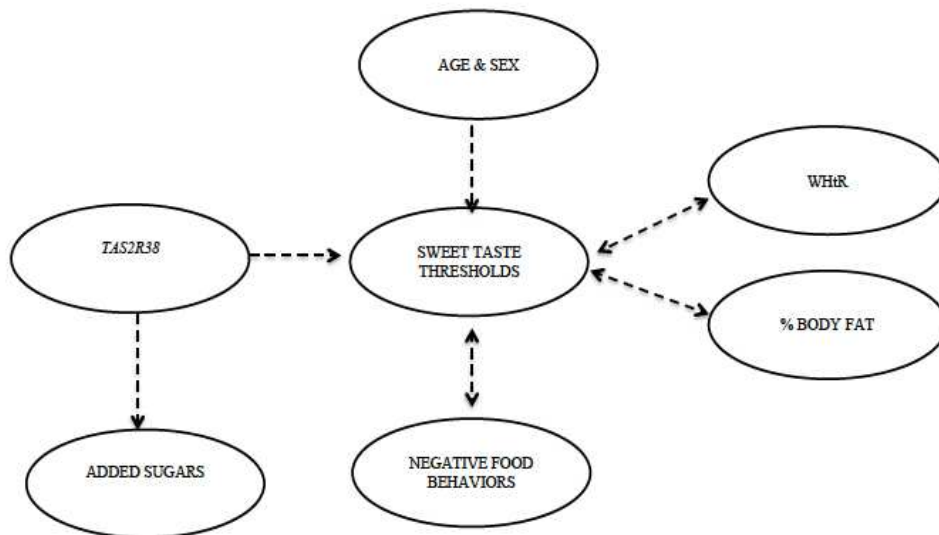 AGE & SEX
WHtR
TAS2R38
SWEET TASTE
THRESHOLDS
% BODY FAT
ADDED SUGARS
NEGATIVE FOOD
BEHAVIORS